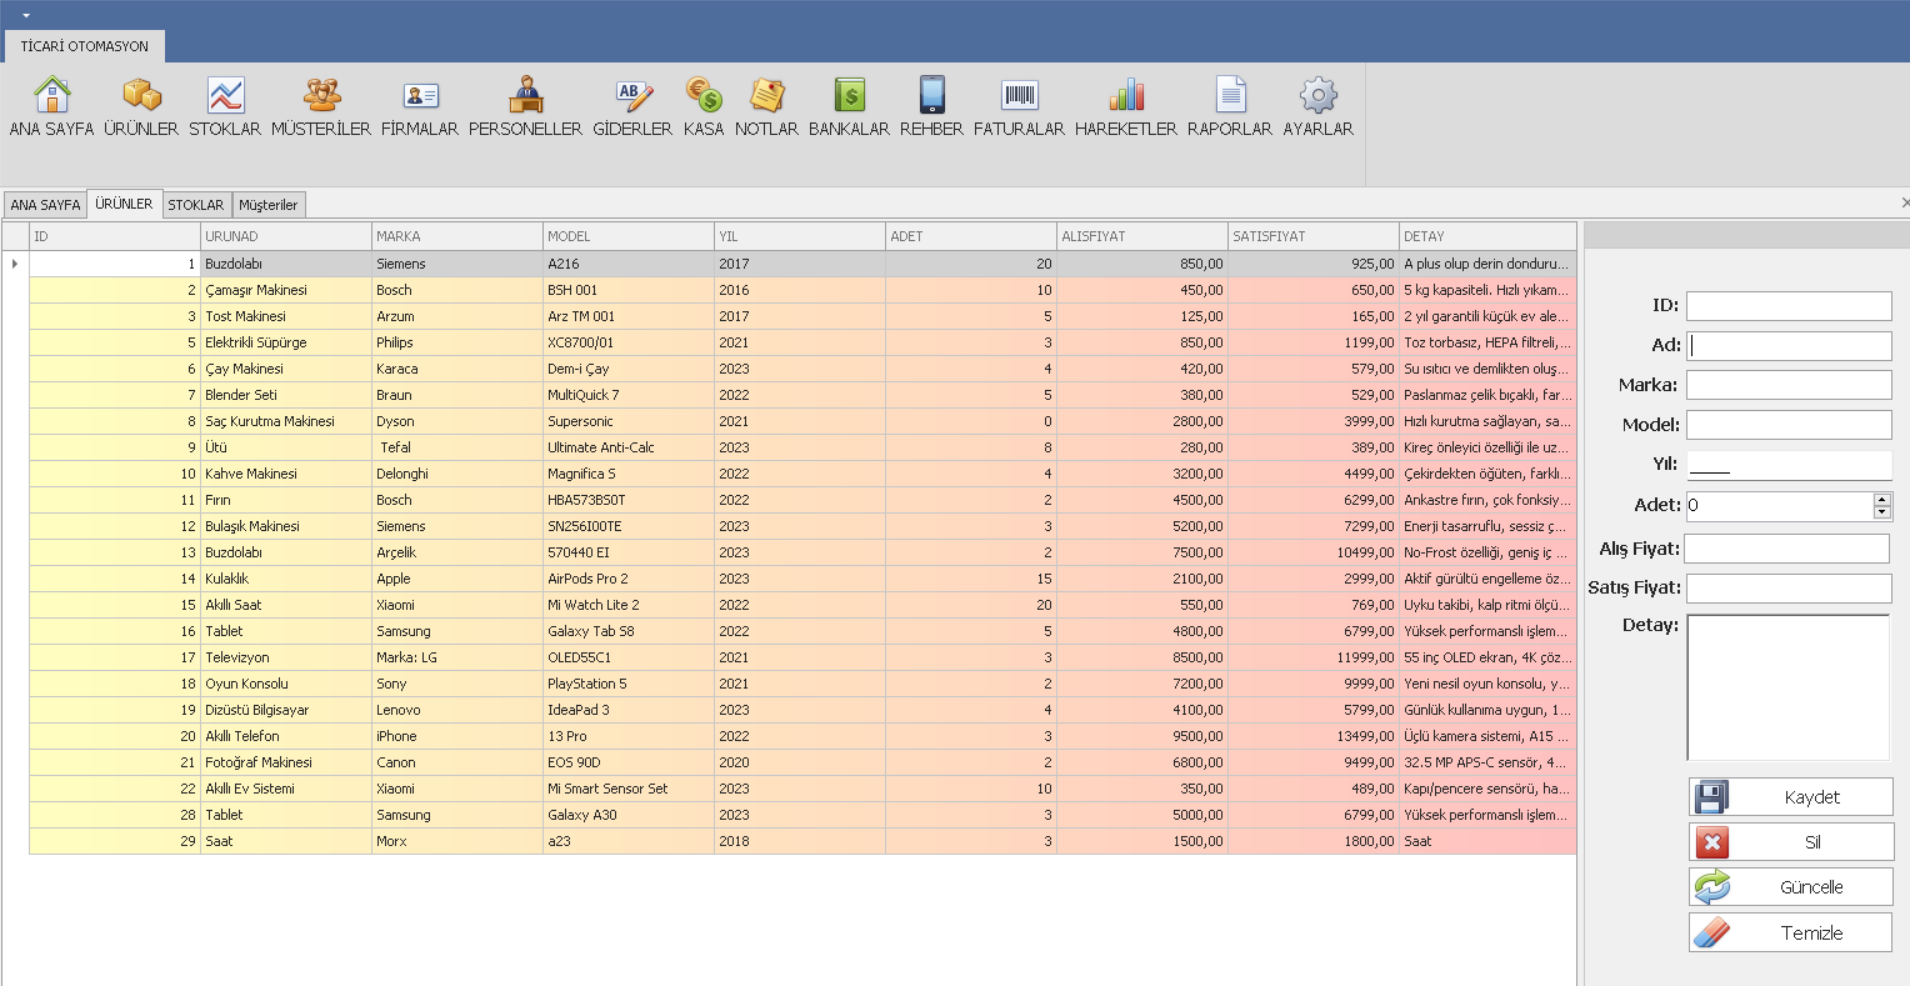 TİCARİ OTOMASYON
ANA SAYFA ÜRÜNLER STOKLAR MÜSTERİLER FİRMALAR PERSONELLER GİDERLER KASA NOTLAR BANKALAR REHBER FATURALAR HAREKETLER RAPORLAR AYARLAR
ANA SAYFA ÜRÜNLER STOKLAR Müşteriler
ID URUNAD MARKA MODEL YIL ADET ALISFIYAT SATISFIYAT DETAY
1 Buzdolabı Siemens A216 2017 20 850,00 925,00 A plus olup derin donduru...
2 Çamaşır Makinesi Bosch BSH 001 2016 10 450,00 650,00 5 kg kapasiteli. Hızlı yıkam...
3 Tost Makinesi Arzum Arz TM 001 2017 5 125,00 165,00 2 yıl garantili küçük ev ale...
5 Elektrikli Süpürge Philips XC8700/01 2021 3 850,00 1199,00 Toz torbasız, HEPA filtreli,...
6 Çay Makinesi Karaca Dem-i Çay 2023 4 420,00 579,00 Su ısıtıcı ve demlikten oluş...
7 Blender Seti Braun MultiQuick 7 2022 5 380,00 529,00 Paslanmaz çelik bıçaklı, far...
8 Saç Kurutma Makinesi Dyson Supersonic 2021 0 2800,00 3999,00 Hızlı kurutma sağlayan, sa...
9 Ütü Tefal Ultimate Anti-Calc 2023 8 280,00 389,00 Kireç önleyici özelliği ile uz...
10 Kahve Makinesi Delonghi Magnifica S 2022 4 3200,00 4499,00 Çekirdekten öğüten, farklı...
11 Fırın Bosch HBA573BS0T 2022 2 4500,00 6299,00 Ankastre fırın, çok fonksiy...
12 Bulaşık Makinesi Siemens SN256I00TE 2023 3 5200,00 7299,00 Enerji tasarruflu, sessiz ç...
13 Buzdolabı Arçelik 570440 EI 2023 2 7500,00 10499,00 No-Frost özelliği, geniş iç ...
14 Kulaklık Apple AirPods Pro 2 2023 15 2100,00 2999,00 Aktif gürültü engelleme öz...
15 Akıllı Saat Xiaomi Mi Watch Lite 2 2022 20 550,00 769,00 Uyku takibi, kalp ritmi ölçü...
16 Tablet Samsung Galaxy Tab S8 2022 5 4800,00 6799,00 Yüksek performanslı işlem...
17 Televizyon Marka: LG OLED55C1 2021 3 8500,00 11999,00 55 inç OLED ekran, 4K çöz...
18 Oyun Konsolu Sony PlayStation 5 2021 2 7200,00 9999,00 Yeni nesil oyun konsolu, y...
19 Dizüstü Bilgisayar Lenovo IdeaPad 3 2023 4 4100,00 5799,00 Günlük kullanıma uygun, 1...
20 Akıllı Telefon iPhone 13 Pro 2022 3 9500,00 13499,00 Üçlü kamera sistemi, A15 ...
21 Fotoğraf Makinesi Canon EOS 90D 2020 2 6800,00 9499,00 32.5 MP APS-C sensör, 4...
22 Akıllı Ev Sistemi Xiaomi Mi Smart Sensor Set 2023 10 350,00 489,00 Kapı/pencere sensörü, ha...
28 Tablet Samsung Galaxy A30 2023 3 5000,00 6799,00 Yüksek performanslı işlem...
29 Saat Morx a23 2018 3 1500,00 1800,00 Saat
ID:
Ad:
Marka:
Model:
Yıl: ____
Adet: 0
Alış Fiyat:
Satış Fiyat:
Detay:
Kaydet
Sil
Güncelle
Temizle